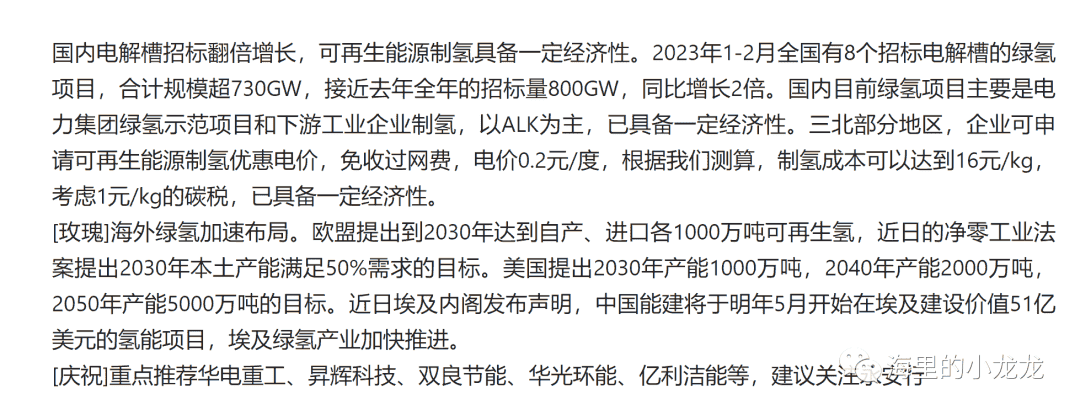 国内电解槽招标翻倍增长，可再生能源制氢具备一定经济性。2023年1-2月全国有8个招标电解槽的绿氢
项目，合计规模超730GW，接近去年全年的招标量800GW，同比增长2倍。国内目前绿氢项目主要是电
力集团绿氢示范项目和下游工业企业制氢，以ALK为主，已具备一定经济性。三北部分地区，企业可申
请可再生能源制氢优惠电价，免收过网费，电价0.2元/度，根据我们测算，制氢成本可以达到16元/kg，
考虑1元/kg的碳税，已具备一定经济性。
[玫瑰]海外绿氢加速布局。欧盟提出到2030年达到自产、进口各1000万吨可再生氢，近日的净零工业法
案提出2030年本土产能满足50%需求的目标。美国提出2030年产能1000万吨，2040年产能2000万吨，
2050年产能5000万吨的目标。近日埃及内阁发布声明，中国能建将于明年5月开始在埃及建设价值51亿
美元的氢能项目，埃及绿氢产业加快推进。
[庆祝]重点推荐华电重工、昇辉科技、双良节能、华光环能、亿利洁能等，建议关注永安行
海里的小龙龙